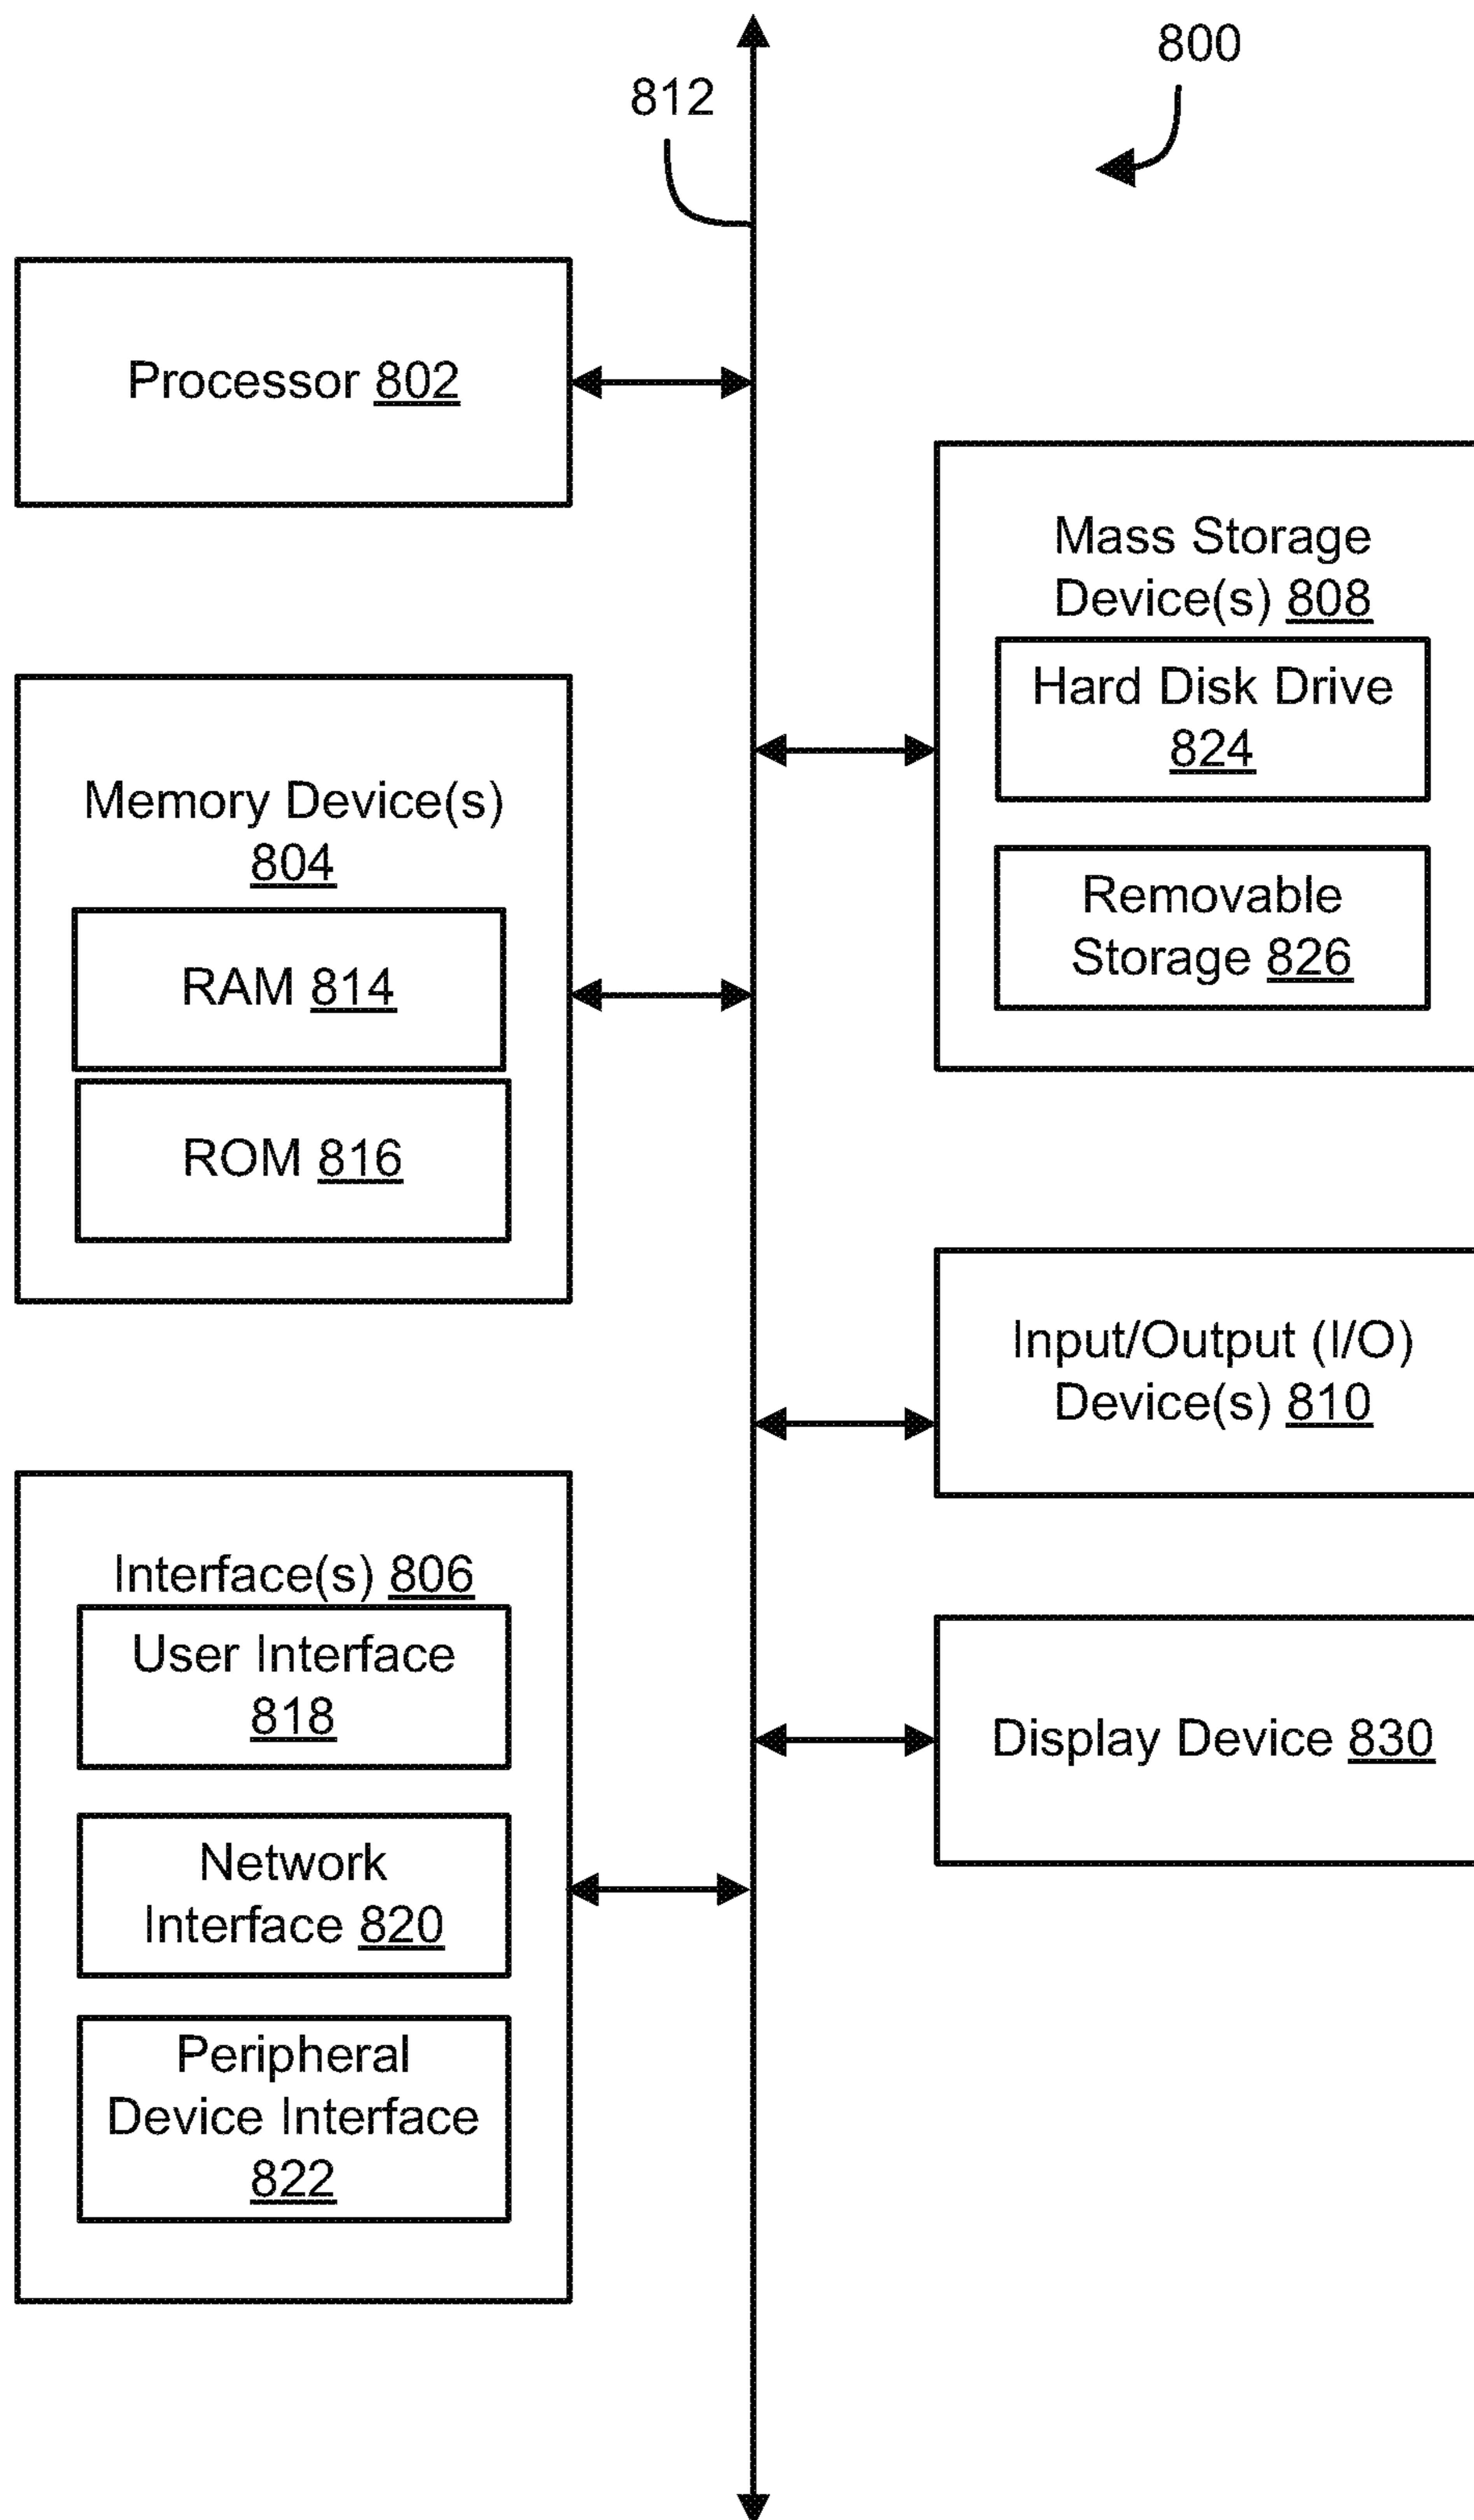 800
812
Processor 802
Mass Storage
Device(s) 808
Hard Disk Drive
824
Removable
Storage 826
Memory Device(s)
804
RAM 814
ROM 816
Input/Output (I/O)
Device(s) 810
Interface(s) 806
User Interface
818
Network
Interface 820
Peripheral
Device Interface
822
Display Device 830